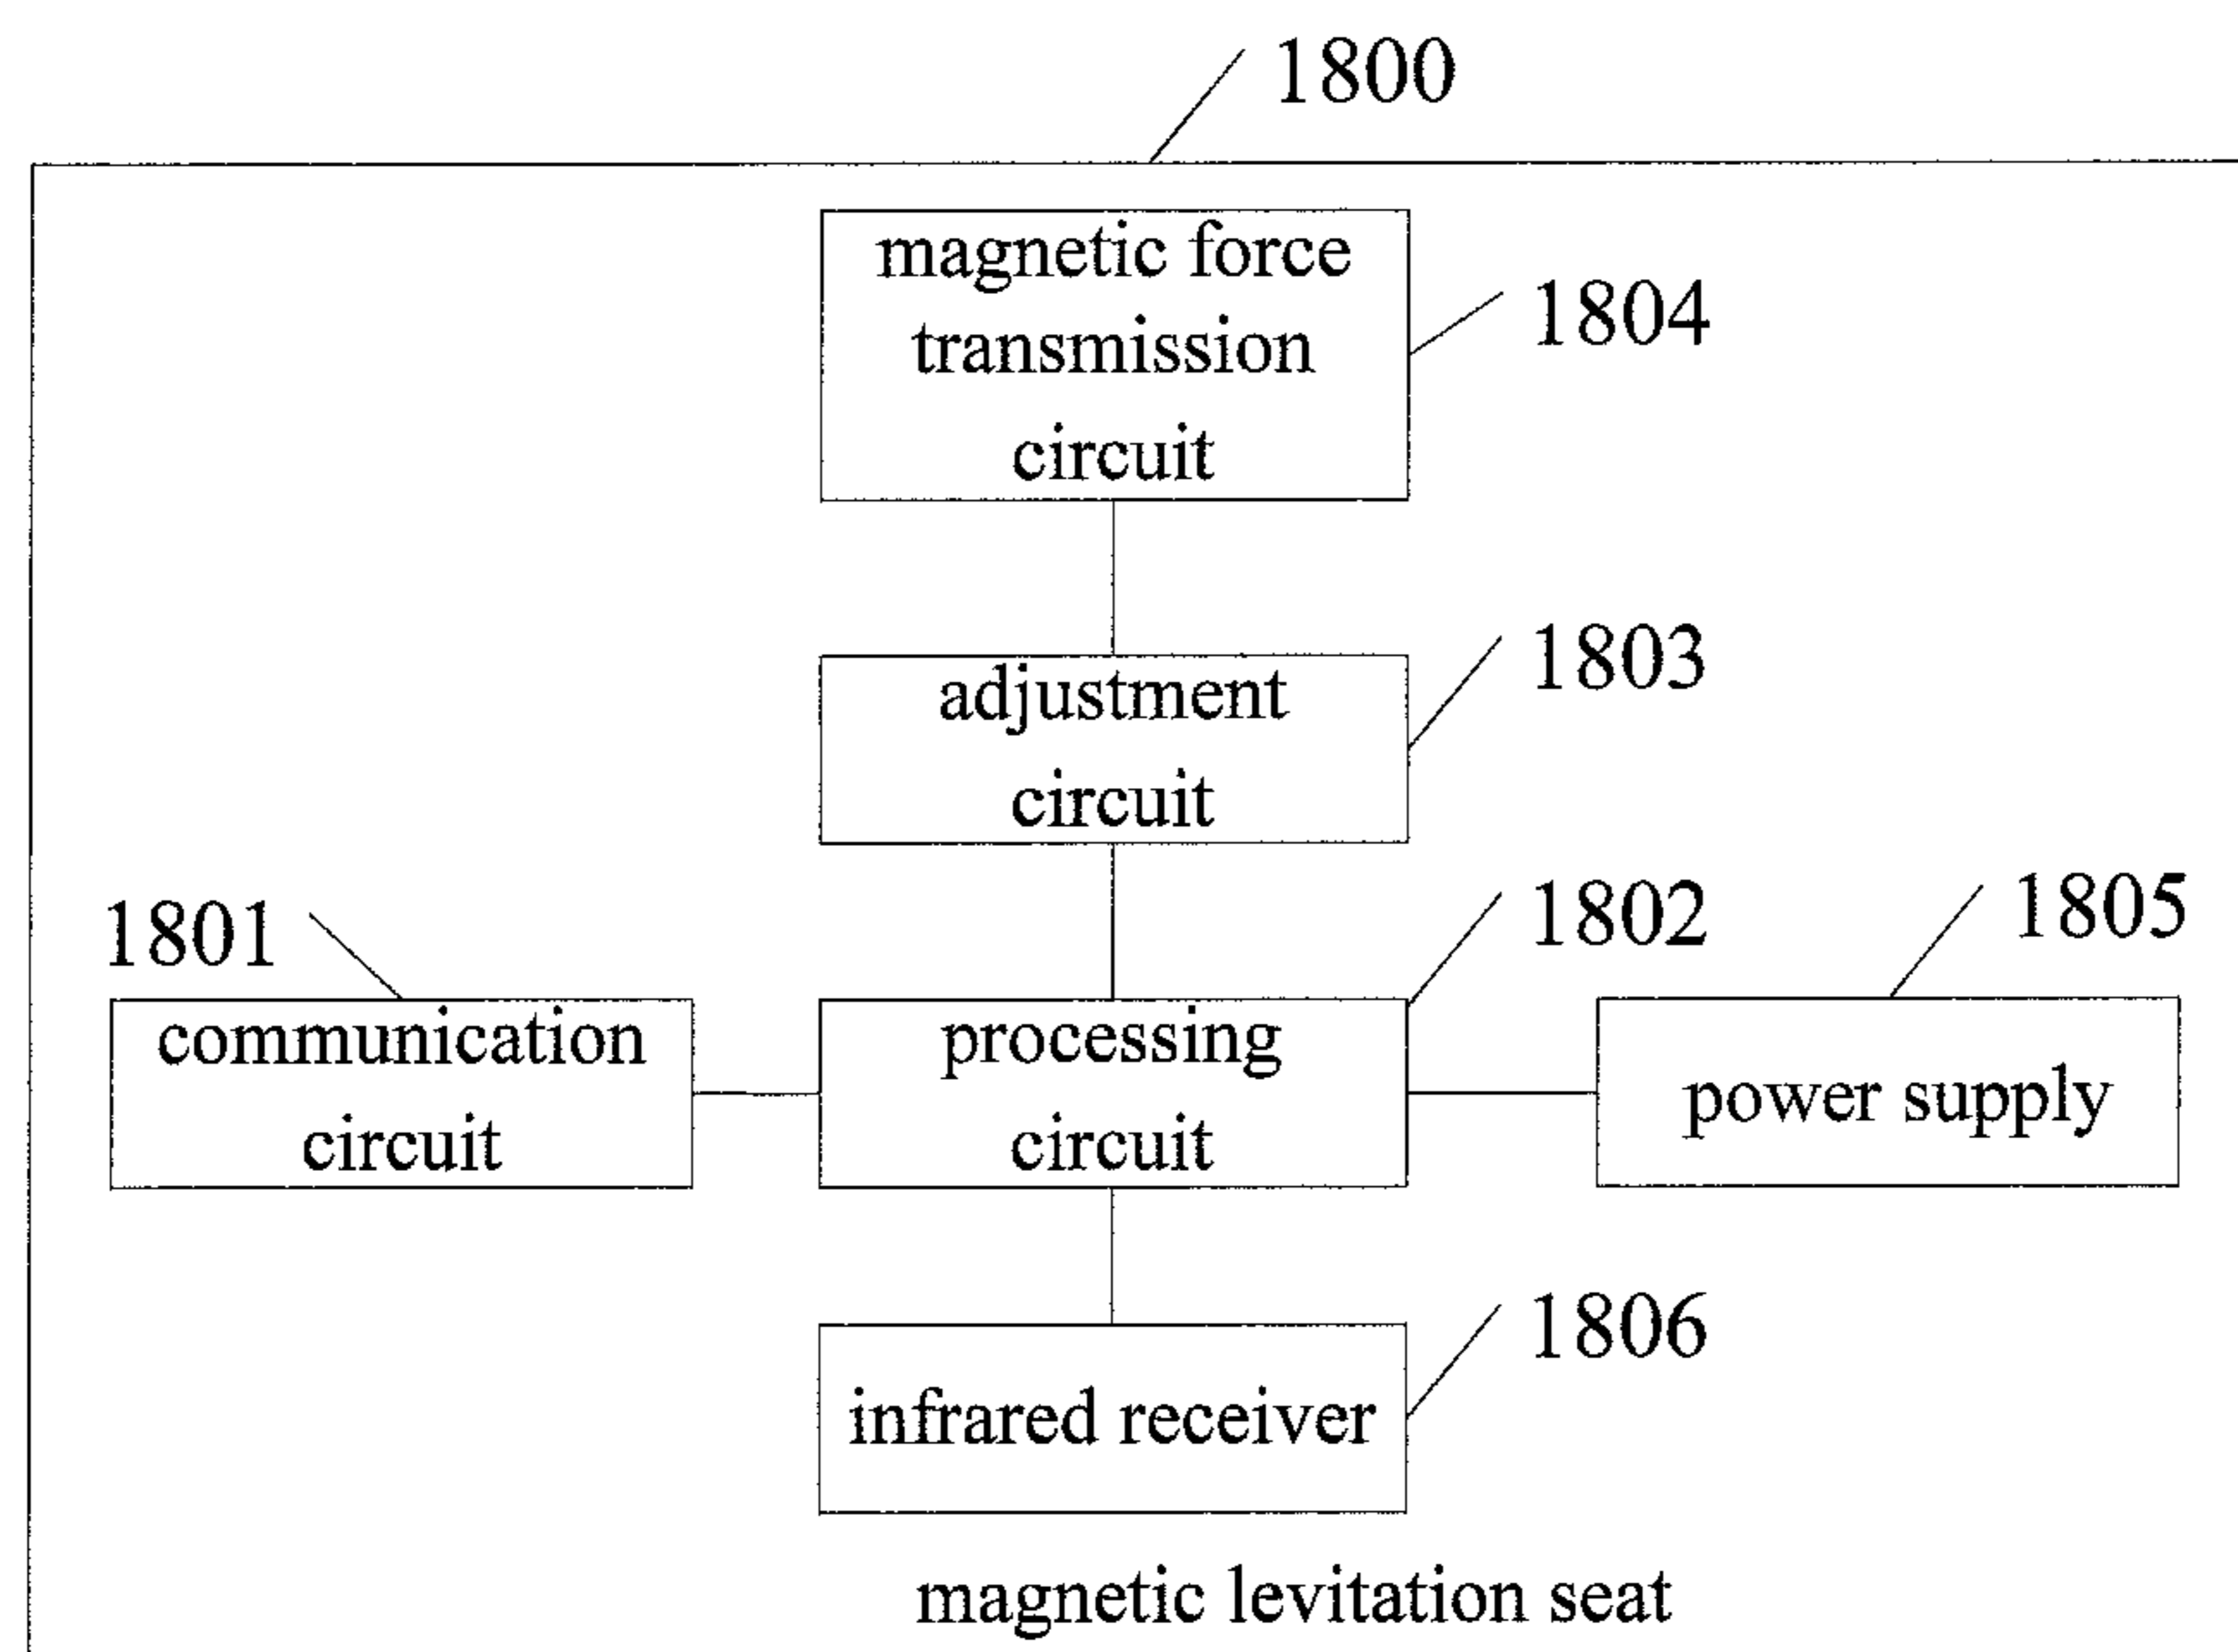 1800
magnetic force
transmission
circuit
1804
adjustment
circuit
1803
1801
communication
circuit
processing
circuit
1802
1805
power supply
infrared receiver
1806
magnetic levitation seat